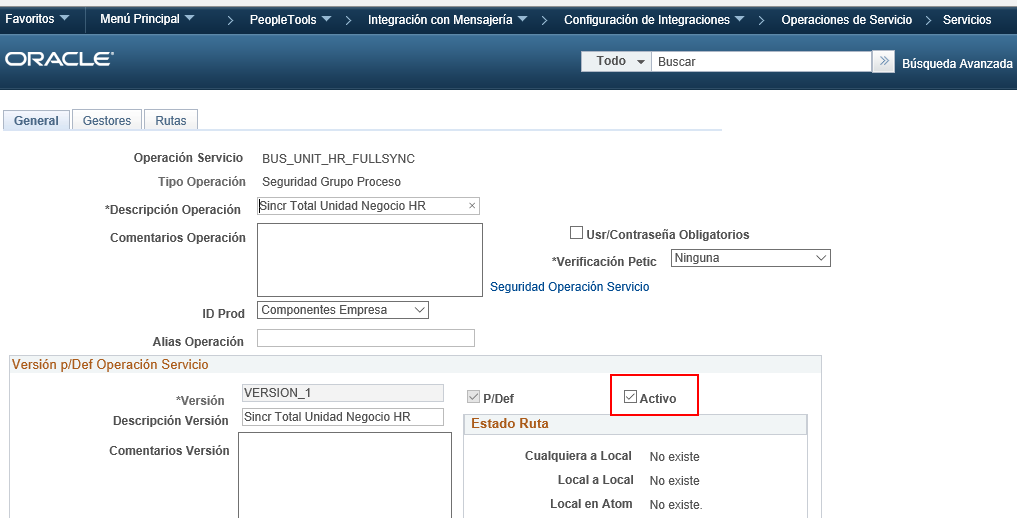 Favoritos Menú Principal PeopleTools Integración con Mensajería Configuración de Integraciones Operaciones de Servicio Servicios
ORACLE
Todo Buscar Búsqueda Avanzada
General Gestores Rutas
Operación Servicio BUS_UNIT_HR_FULLSYNC
Tipo Operación Seguridad Grupo Proceso
*Descripción Operación Sincr Total Unidad Negocio HR ×
Comentarios Operación
Usr/Contraseña Obligatorios
*Verificación Petic Ninguna
Seguridad Operación Servicio
ID Prod Componentes Empresa
Alias Operación
Versión p/Def Operación Servicio
*Versión VERSION_1 P/Def Activo
Descripción Versión Sincr Total Unidad Negocio HR
Estado Ruta
Comentarios Versión
Cualquiera a Local No existe
Local a Local No existe
Local en Atom No existe.